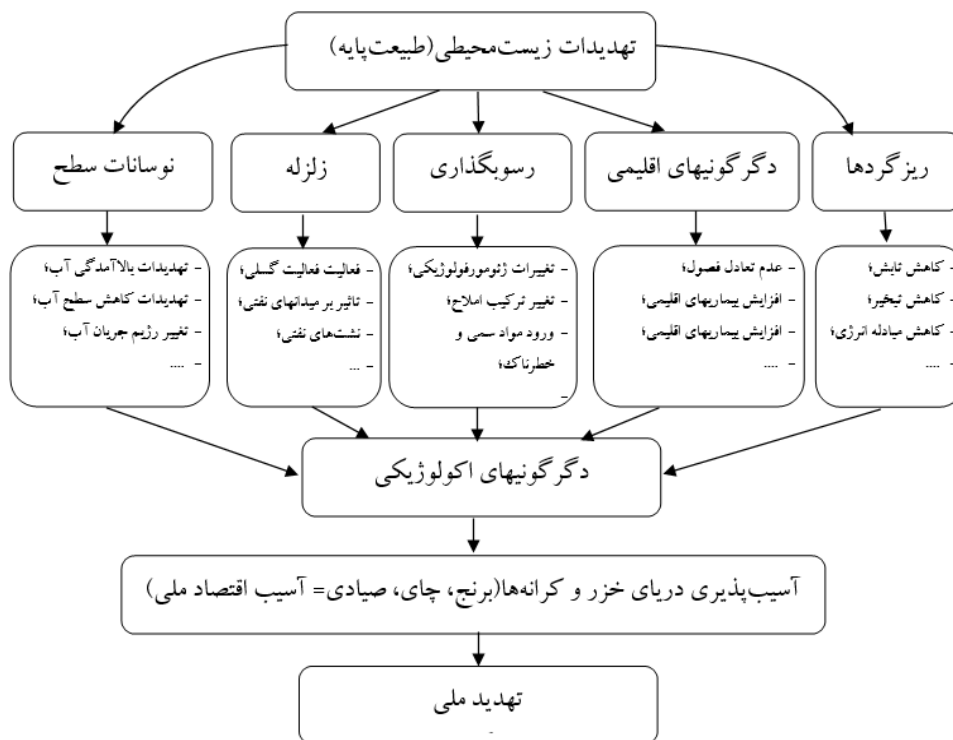 تهدیدات زیست‌محیطی(طبیعت‌پایه)
ریزگردها
دگرگونیهای اقلیمی
رسوبگذاری
زلزله
نوسانات سطح
- کاهش تابش؛
- کاهش تبخیر؛
- کاهش مبادله انرژی؛
- ....
- عدم تعادل فصول؛
- افزایش بیماریهای اقلیمی؛
- افزایش بیماریهای اقلیمی؛
- ....
- تغییرات ژئومورفولوژیکی؛
- تغییر ترکیب املاح؛
- ورود مواد سمی و
خطرناک؛
-
- فعالیت فعالیت گسلی؛
- تاثیر بر میدانهای نفتی؛
- نشت‌های نفتی؛
- ...
- تهدیدات بالاآمدگی آب؛
- تهدیدات کاهش سطح آب؛
- تغییر رژیم جریان آب؛
- ....
دگرگونیهای اکولوژیکی
آسیب‌پذیری دریای خزر و کرانه‌ها(برنج، چای، صیادی= آسیب اقتصاد ملی)
تهدید ملی